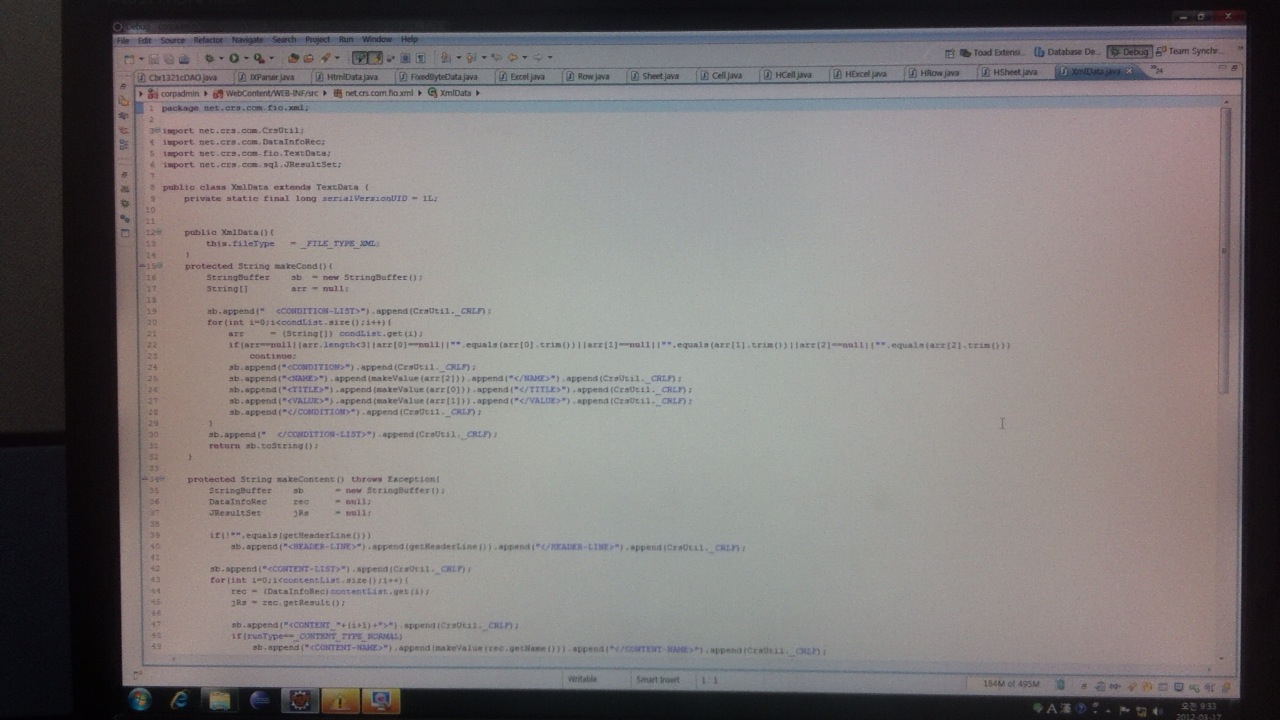 Debug
File Edit Source Refactor Navigate Search Project Run Window Help
Toad Extensi... Database De... Debug Team Synchr...
Cbr1321cDAO.java JXParser.java HtmlData.java FixedByteData.java Excel.java Row.java Sheet.java Cell.java HCell.java HExcel.java HRow.java HSheet.java XmlData.java
corpadmin WebContent/WEB-INF/src net.crs.com.fio.xml XmlData
1 package net.crs.com.fio.xml;
2
3 import net.crs.com.CrsUtil;
4 import net.crs.com.DataInfoRec;
5 import net.crs.com.fio.TextData;
6 import net.crs.com.sql.JResultSet;
7
8 public class XmlData extends TextData {
9 private static final long serialVersionUID = 1L;
10
11
12 public XmlData(){
13 this.fileType = _FILE_TYPE_XML;
14 }
15 protected String makeCond(){
16 StringBuffer sb = new StringBuffer();
17 String[] arr = null;
18
19 sb.append(" <CONDITION-LIST>").append(CrsUtil._CRLF);
20 for(int i=0;i<condList.size();i++){
21 arr = (String[]) condList.get(i);
22 if(arr==null||arr.length<3||arr[0]==null||"".equals(arr[0].trim())||arr[1]==null||"".equals(arr[1].trim())||arr[2]==null||"".equals(arr[2].trim()))
23 continue;
24 sb.append("<CONDITION>").append(CrsUtil._CRLF);
25 sb.append("<NAME>").append(makeValue(arr[2])).append("</NAME>").append(CrsUtil._CRLF);
26 sb.append("<TITLE>").append(makeValue(arr[0])).append("</TITLE>").append(CrsUtil._CRLF);
27 sb.append("<VALUE>").append(makeValue(arr[1])).append("</VALUE>").append(CrsUtil._CRLF);
28 sb.append("</CONDITION>").append(CrsUtil._CRLF);
29 }
30 sb.append(" </CONDITION-LIST>").append(CrsUtil._CRLF);
31 return sb.toString();
32 }
33
34 protected String makeContent() throws Exception{
35 StringBuffer sb = new StringBuffer();
36 DataInfoRec rec = null;
37 JResultSet jRs = null;
38
39 if(!"".equals(getHeaderLine()))
40 sb.append("<HEADER-LINE>").append(getHeaderLine()).append("</HEADER-LINE>").append(CrsUtil._CRLF);
41
42 sb.append("<CONTENT-LIST>").append(CrsUtil._CRLF);
43 for(int i=0;i<contentList.size();i++){
44 rec = (DataInfoRec)contentList.get(i);
45 jRs = rec.getResult();
46
47 sb.append("<CONTENT_"+(i+1)+">").append(CrsUtil._CRLF);
48 if(runType==_CONTENT_TYPE_NORMAL)
49 sb.append("<CONTENT-NAME>").append(makeValue(rec.getName())).append("</CONTENT-NAME>").append(CrsUtil._CRLF);
Writable Smart Insert 1 : 1 184M of 495M
A 漢
오전 9:33